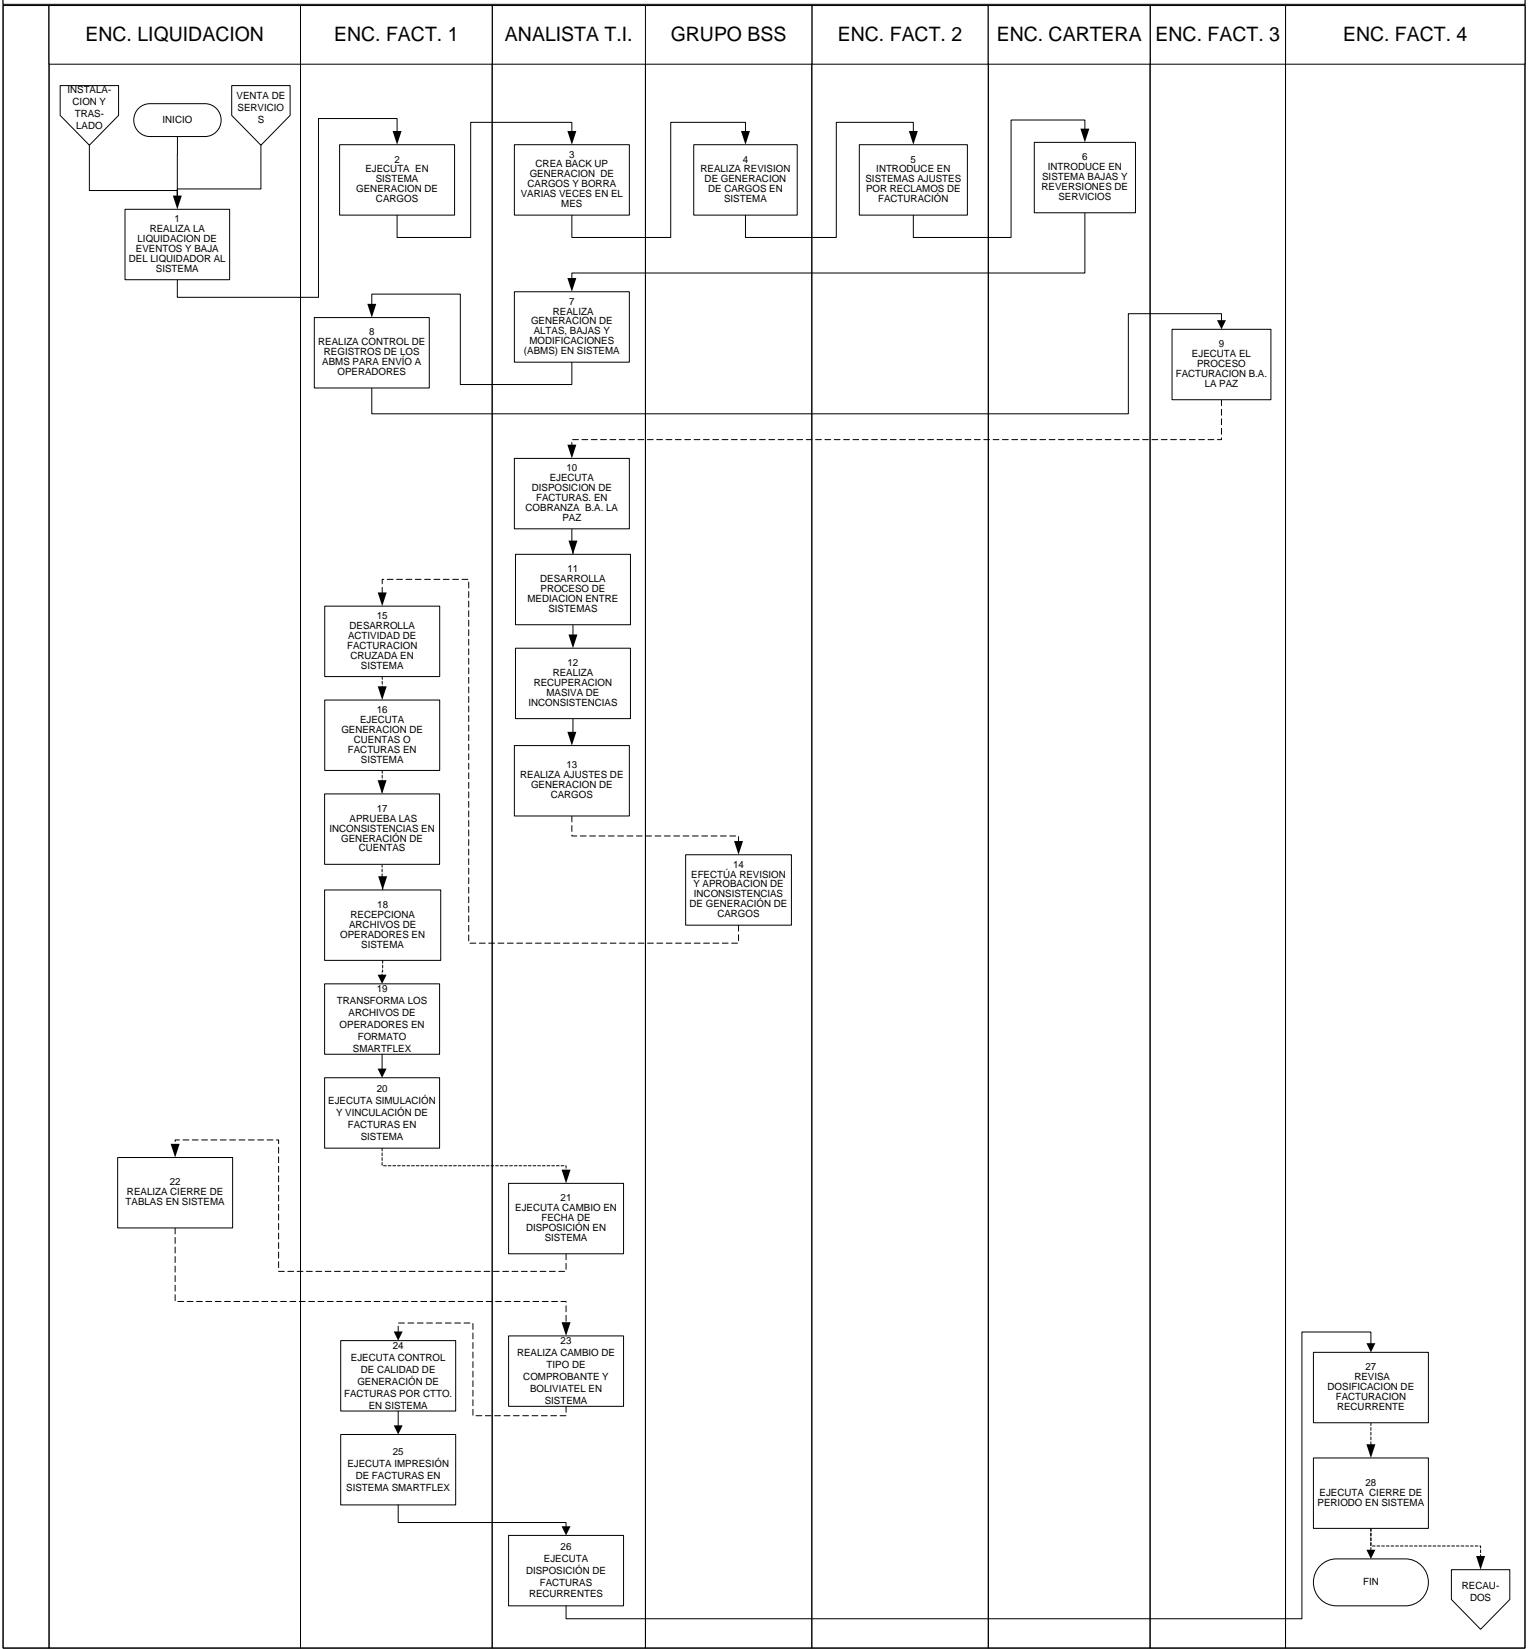 ENC. LIQUIDACION
ENC. FACT. 1
ANALISTA T.I.
GRUPO BSS
ENC. FACT. 2
ENC. CARTERA
ENC. FACT. 3
ENC. FACT. 4
INSTALA-
CION Y
TRAS-
LADO
INICIO
VENTA DE
SERVICIO
S
1
REALIZA LA
LIQUIDACION DE
EVENTOS Y BAJA
DEL LIQUIDADOR AL
SISTEMA
2
EJECUTA EN
SISTEMA
GENERACION DE
CARGOS
3
CREA BACK UP
GENERACION DE
CARGOS Y BORRA
VARIAS VECES EN EL
MES
4
REALIZA REVISION
DE GENERACION
DE CARGOS EN
SISTEMA
5
INTRODUCE EN
SISTEMAS AJUSTES
POR RECLAMOS DE
FACTURACIÓN
6
INTRODUCE EN
SISTEMA BAJAS Y
REVERSIONES DE
SERVICIOS
7
REALIZA
GENERACION DE
ALTAS, BAJAS Y
MODIFICACIONES
(ABMS) EN SISTEMA
8
REALIZA CONTROL DE
REGISTROS DE LOS
ABMS PARA ENVÍO A
OPERADORES
9
EJECUTA EL
PROCESO
FACTURACION B.A.
LA PAZ
10
EJECUTA
DISPOSICION DE
FACTURAS. EN
COBRANZA B.A. LA
PAZ
11
DESARROLLA
PROCESO DE
MEDIACION ENTRE
SISTEMAS
12
REALIZA
RECUPERACION
MASIVA DE
INCONSISTENCIAS
13
REALIZA AJUSTES DE
GENERACION DE
CARGOS
14
EFECTÚA REVISION
Y APROBACION DE
INCONSISTENCIAS
DE GENERACIÓN DE
CARGOS
15
DESARROLLA
ACTIVIDAD DE
FACTURACION
CRUZADA EN
SISTEMA
16
EJECUTA
GENERACION DE
CUENTAS O
FACTURAS EN
SISTEMA
17
APRUEBA LAS
INCONSISTENCIAS EN
GENERACIÓN DE
CUENTAS
18
RECEPCIONA
ARCHIVOS DE
OPERADORES EN
SISTEMA
19
TRANSFORMA LOS
ARCHIVOS DE
OPERADORES EN
FORMATO
SMARTFLEX
20
EJECUTA SIMULACIÓN
Y VINCULACIÓN DE
FACTURAS EN
SISTEMA
21
EJECUTA CAMBIO EN
FECHA DE
DISPOSICIÓN EN
SISTEMA
22
REALIZA CIERRE DE
TABLAS EN SISTEMA
23
REALIZA CAMBIO DE
TIPO DE
COMPROBANTE Y
BOLIVIATEL EN
SISTEMA
24
EJECUTA CONTROL
DE CALIDAD DE
GENERACIÓN DE
FACTURAS POR CTTO.
EN SISTEMA
25
EJECUTA IMPRESIÓN
DE FACTURAS EN
SISTEMA SMARTFLEX
26
EJECUTA
DISPOSICIÓN DE
FACTURAS
RECURRENTES
27
REVISA
DOSIFICACION DE
FACTURACION
RECURRENTE
28
EJECUTA CIERRE DE
PERIODO EN SISTEMA
FIN
RECAU-
DOS